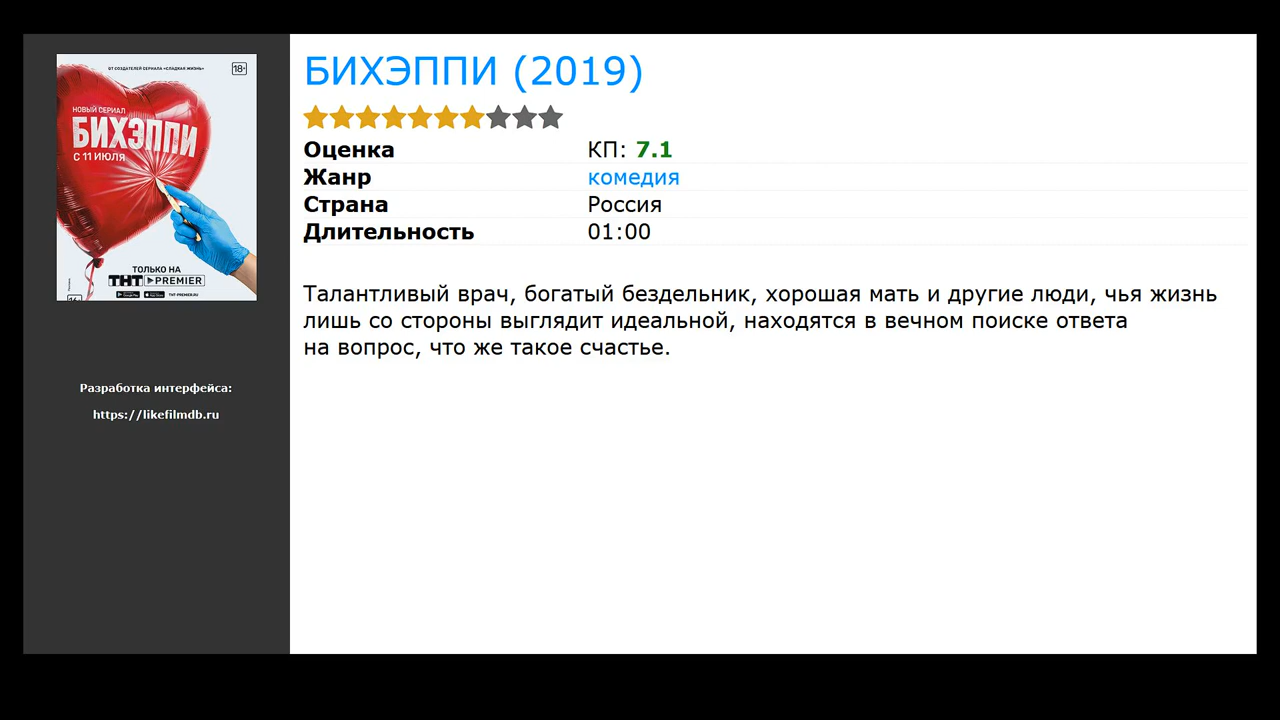 ОТ СОЗДАТЕЛЕЙ СЕРИАЛА «СЛАДКАЯ ЖИЗНЬ»
18+
НОВЫЙ СЕРИАЛ
БИХЭППИ
С 11 ИЮЛЯ
ТОЛЬКО НА
ТНТ PREMIER
TNT-PREMIER.RU
Разработка интерфейса:
https://likefilmdb.ru
БИХЭППИ (2019)
Оценка КП: 7.1
Жанр комедия
Страна Россия
Длительность 01:00
Талантливый врач, богатый бездельник, хорошая мать и другие люди, чья жизнь
лишь со стороны выглядит идеальной, находятся в вечном поиске ответа
на вопрос, что же такое счастье.